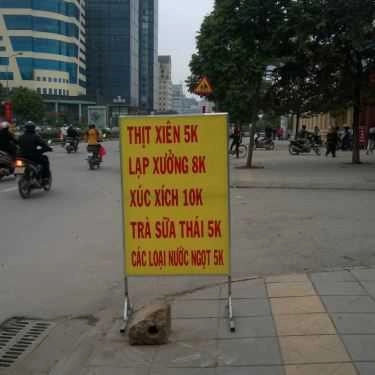 THỊT XIÊN 5K
LẠP XƯỞNG 8K
XÚC XÍCH 10K
TRÀ SỮA THÁI 5K
CÁC LOẠI NƯỚC NGỌT 5K